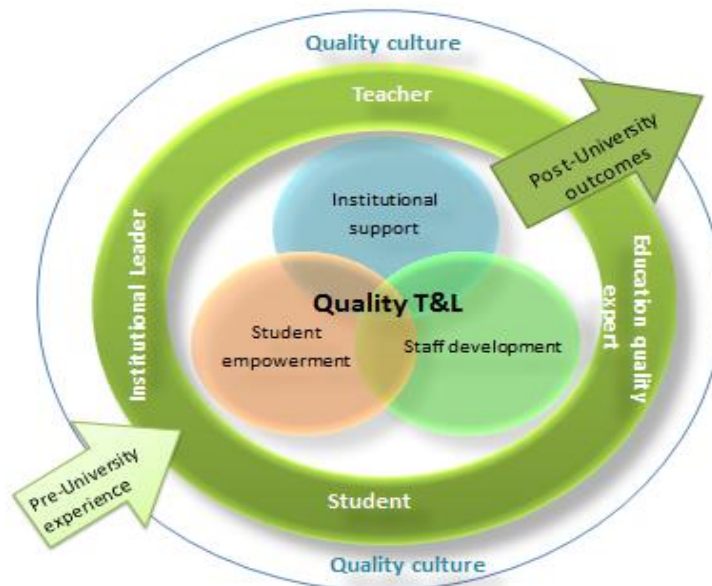 Quality culture
Teacher
Post-University
outcomes
Institutional
support
Institutional Leader
Quality T&L
Education quality
expert
Student
empowerment
Staff development
Pre-University
experience
Student
Quality culture